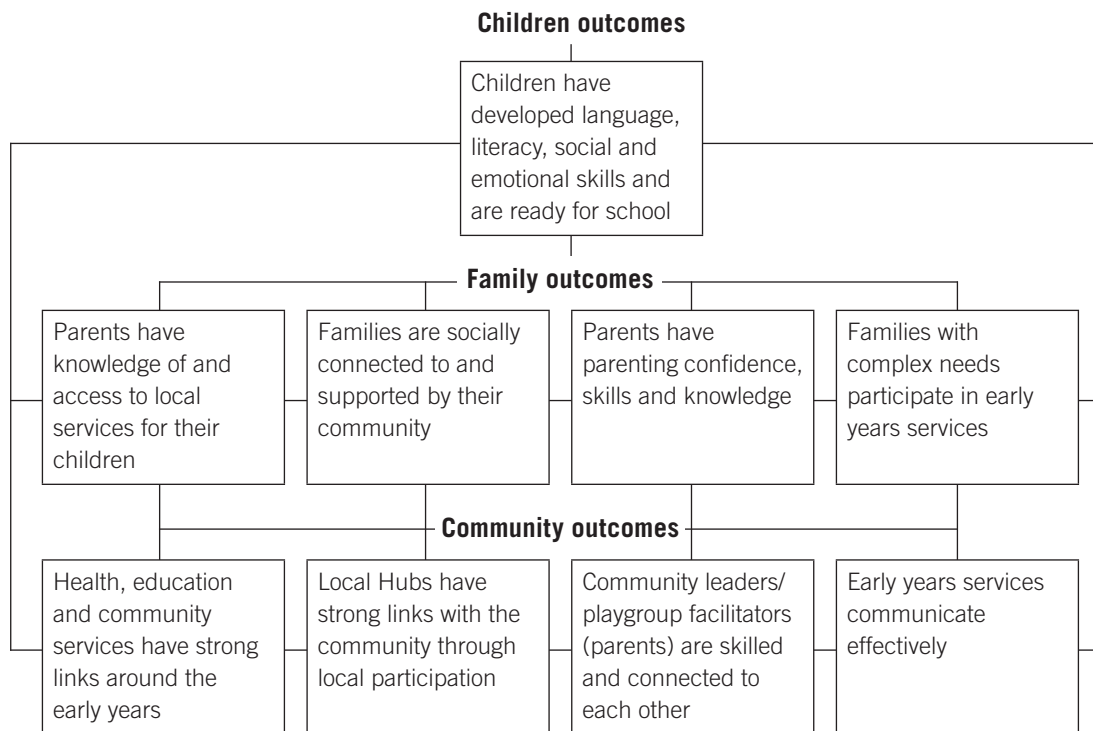 Children outcomes
Children have
developed language,
literacy, social and
emotional skills and
are ready for school
Family outcomes
Parents have
knowledge of and
access to local
services for their
children
Families are socially
connected to and
supported by their
community
Parents have
parenting confidence,
skills and knowledge
Families with
complex needs
participate in early
years services
Community outcomes
Health, education
and community
services have strong
links around the
early years
Local Hubs have
strong links with the
community through
local participation
Community leaders/
playgroup facilitators
(parents) are skilled
and connected to
each other
Early years services
communicate
effectively